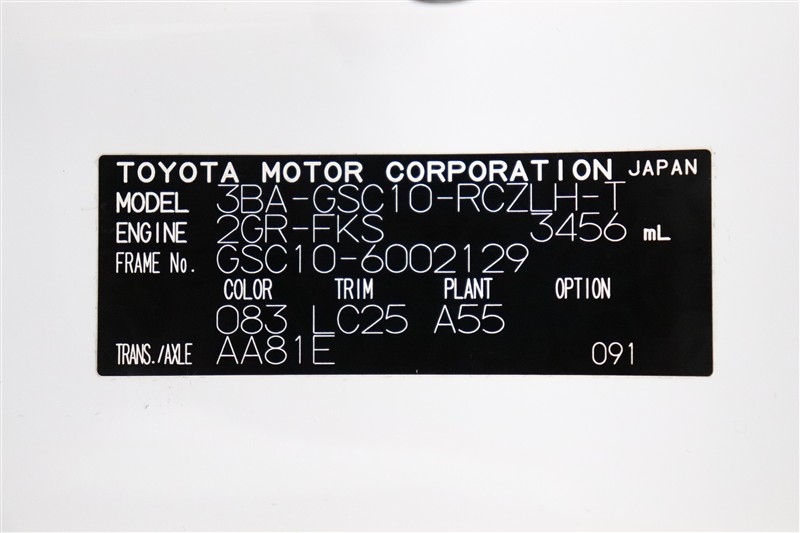 TOYOTA MOTOR CORPORATION JAPAN
MODEL 3BA-GSC10-RCZLH-T
ENGINE 2GR-FKS 3456 mL
FRAME No. GSC10-6002129
COLOR TRIM PLANT OPTION
083 LC25 A55
TRANS./AXLE AA81E 091